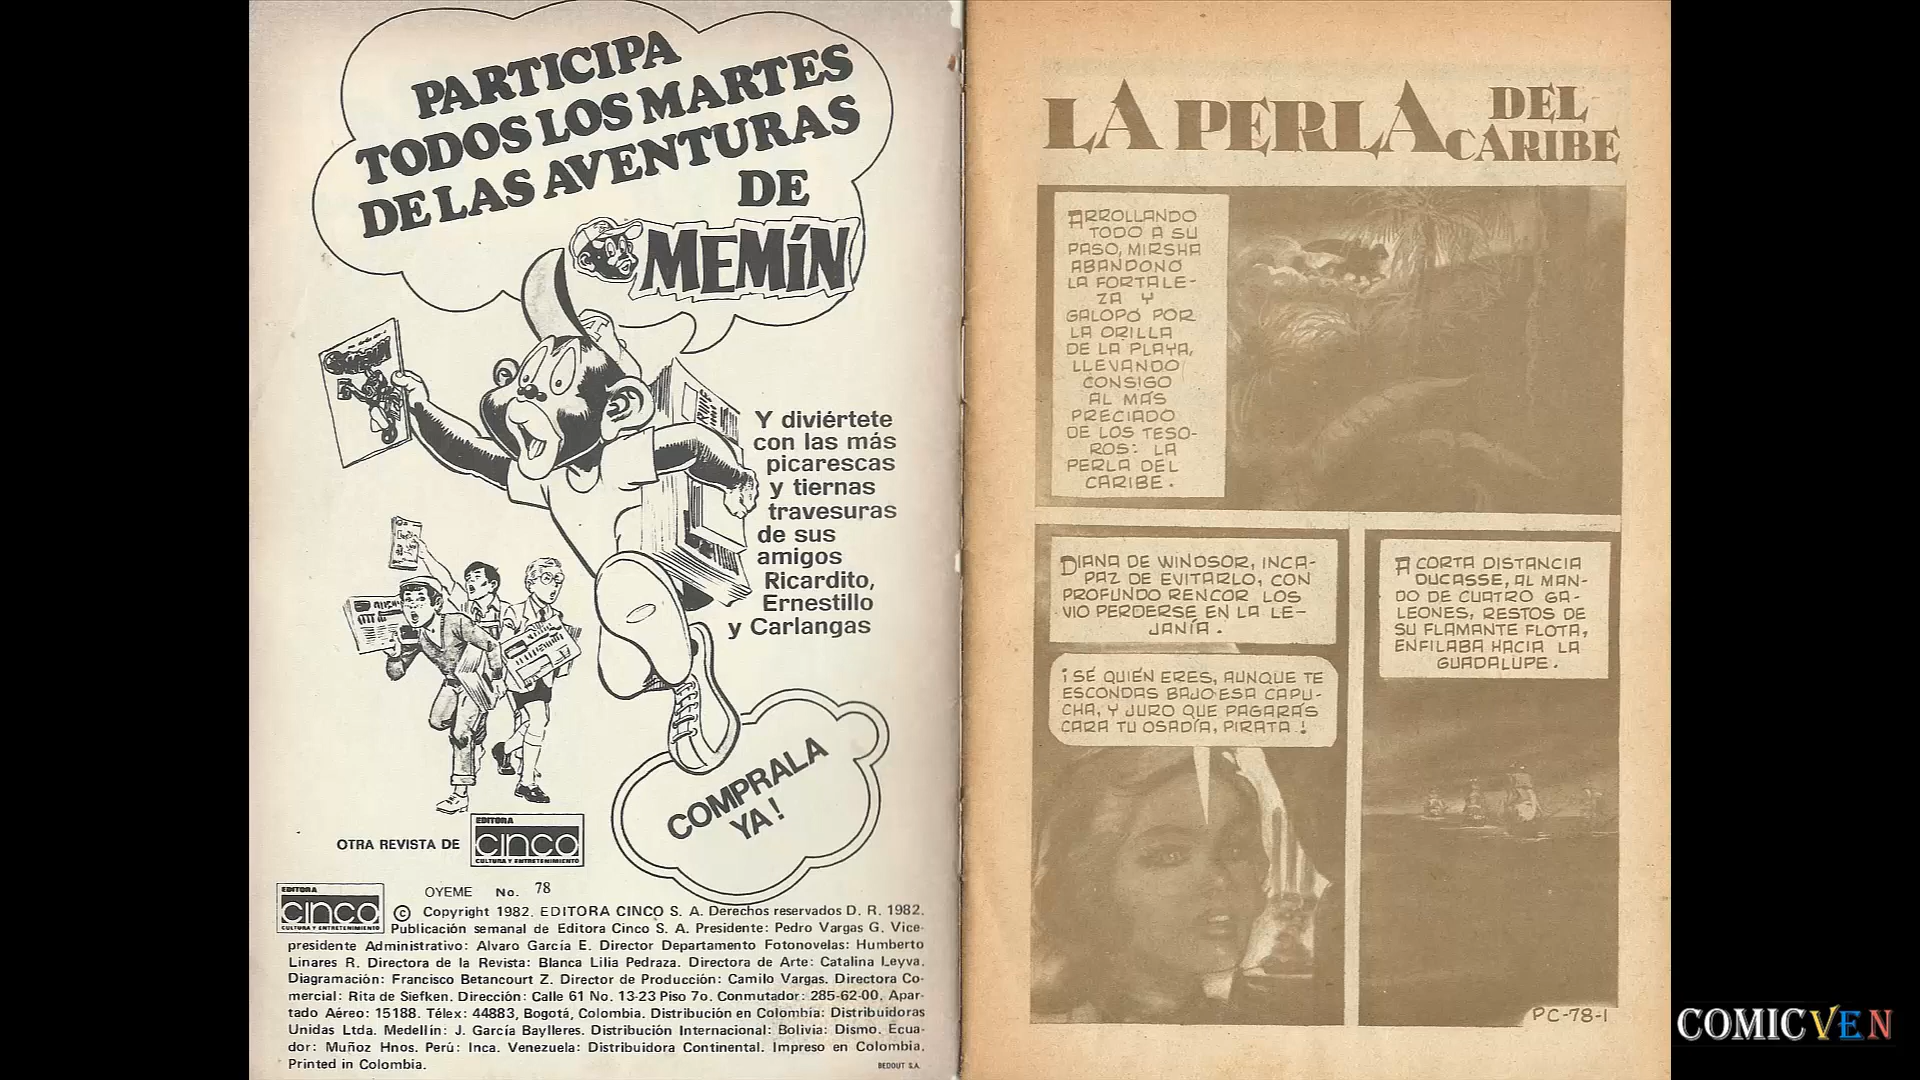 PARTICIPA
TODOS LOS MARTES
DE LAS AVENTURAS
DE
MEMÍN
Y diviértete
con las más
picarescas
y tiernas
travesuras
de sus
amigos
Ricardito,
Ernestillo
y Carlangas
COMPRALA
YA!
OTRA REVISTA DE
EDITORA
CINCO
CULTURA Y ENTRETENIMIENTO
EDITORA
CINCO
CULTURA Y ENTRETENIMIENTO
OYEME No. 78
© Copyright 1982. EDITORA CINCO S. A. Derechos reservados D. R. 1982.
Publicación semanal de Editora Cinco S. A. Presidente: Pedro Vargas G. Vice-
presidente Administrativo: Alvaro García E. Director Departamento Fotonovelas: Humberto
Linares R. Directora de la Revista: Blanca Lilia Pedraza. Directora de Arte: Catalina Leyva.
Diagramación: Francisco Betancourt Z. Director de Producción: Camilo Vargas. Directora Co-
mercial: Rita de Siefken. Dirección: Calle 61 No. 13-23 Piso 7o. Conmutador: 285-62-00. Apar-
tado Aéreo: 15188. Télex: 44883, Bogotá, Colombia. Distribución en Colombia: Distribuidoras
Unidas Ltda. Medellín: J. García Baylleres. Distribución Internacional: Bolivia: Dismo. Ecua-
dor: Muñoz Hnos. Perú: Inca. Venezuela: Distribuidora Continental. Impreso en Colombia.
Printed in Colombia.
BEDOUT S.A.
LA PERLA DEL
CARIBE
ARROLLANDO
TODO A SU
PASO, MIRSHA
ABANDONÓ
LA FORTALE-
ZA Y
GALOPÓ POR
LA ORILLA
DE LA PLAYA,
LLEVANDO
CONSIGO
AL MÁS
PRECIADO
DE LOS TESO-
ROS: LA
PERLA DEL
CARIBE.
DIANA DE WINDSOR, INCA-
PAZ DE EVITARLO, CON
PROFUNDO RENCOR LOS
VIO PERDERSE EN LA LE-
JANÍA.
¡SÉ QUIÉN ERES, AUNQUE TE
ESCONDAS BAJO ESA CAPU-
CHA, Y JURO QUE PAGARÁS
CARA TU OSADÍA, PIRATA!
A CORTA DISTANCIA
DUCASSE, AL MAN-
DO DE CUATRO GA-
LEONES, RESTOS DE
SU FLAMANTE FLOTA,
ENFILABA HACIA LA
GUADALUPE.
PC-78-1
COMICVEN